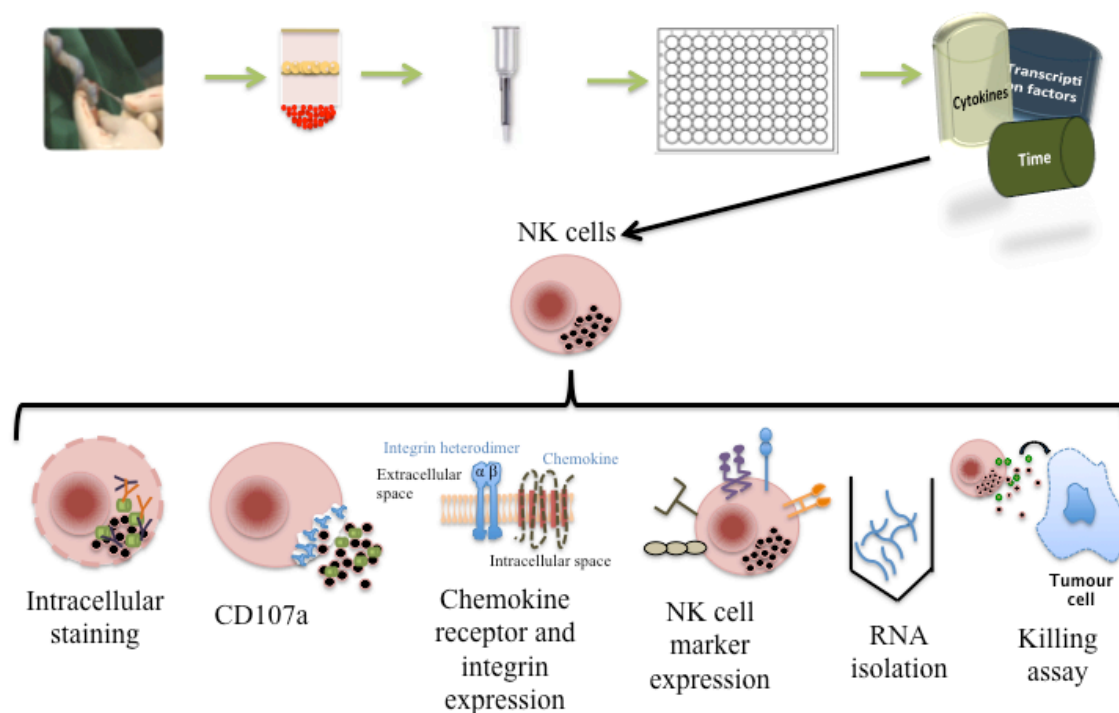 Cytokines
Transcripti
on factors
Time
NK cells
Integrin heterodimer
Extracellular
space
α β
Chemokine
Intracellular space
Intracellular
staining
CD107a
Chemokine
receptor and
integrin
expression
NK cell
marker
expression
RNA
isolation
Tumour
cell
Killing
assay